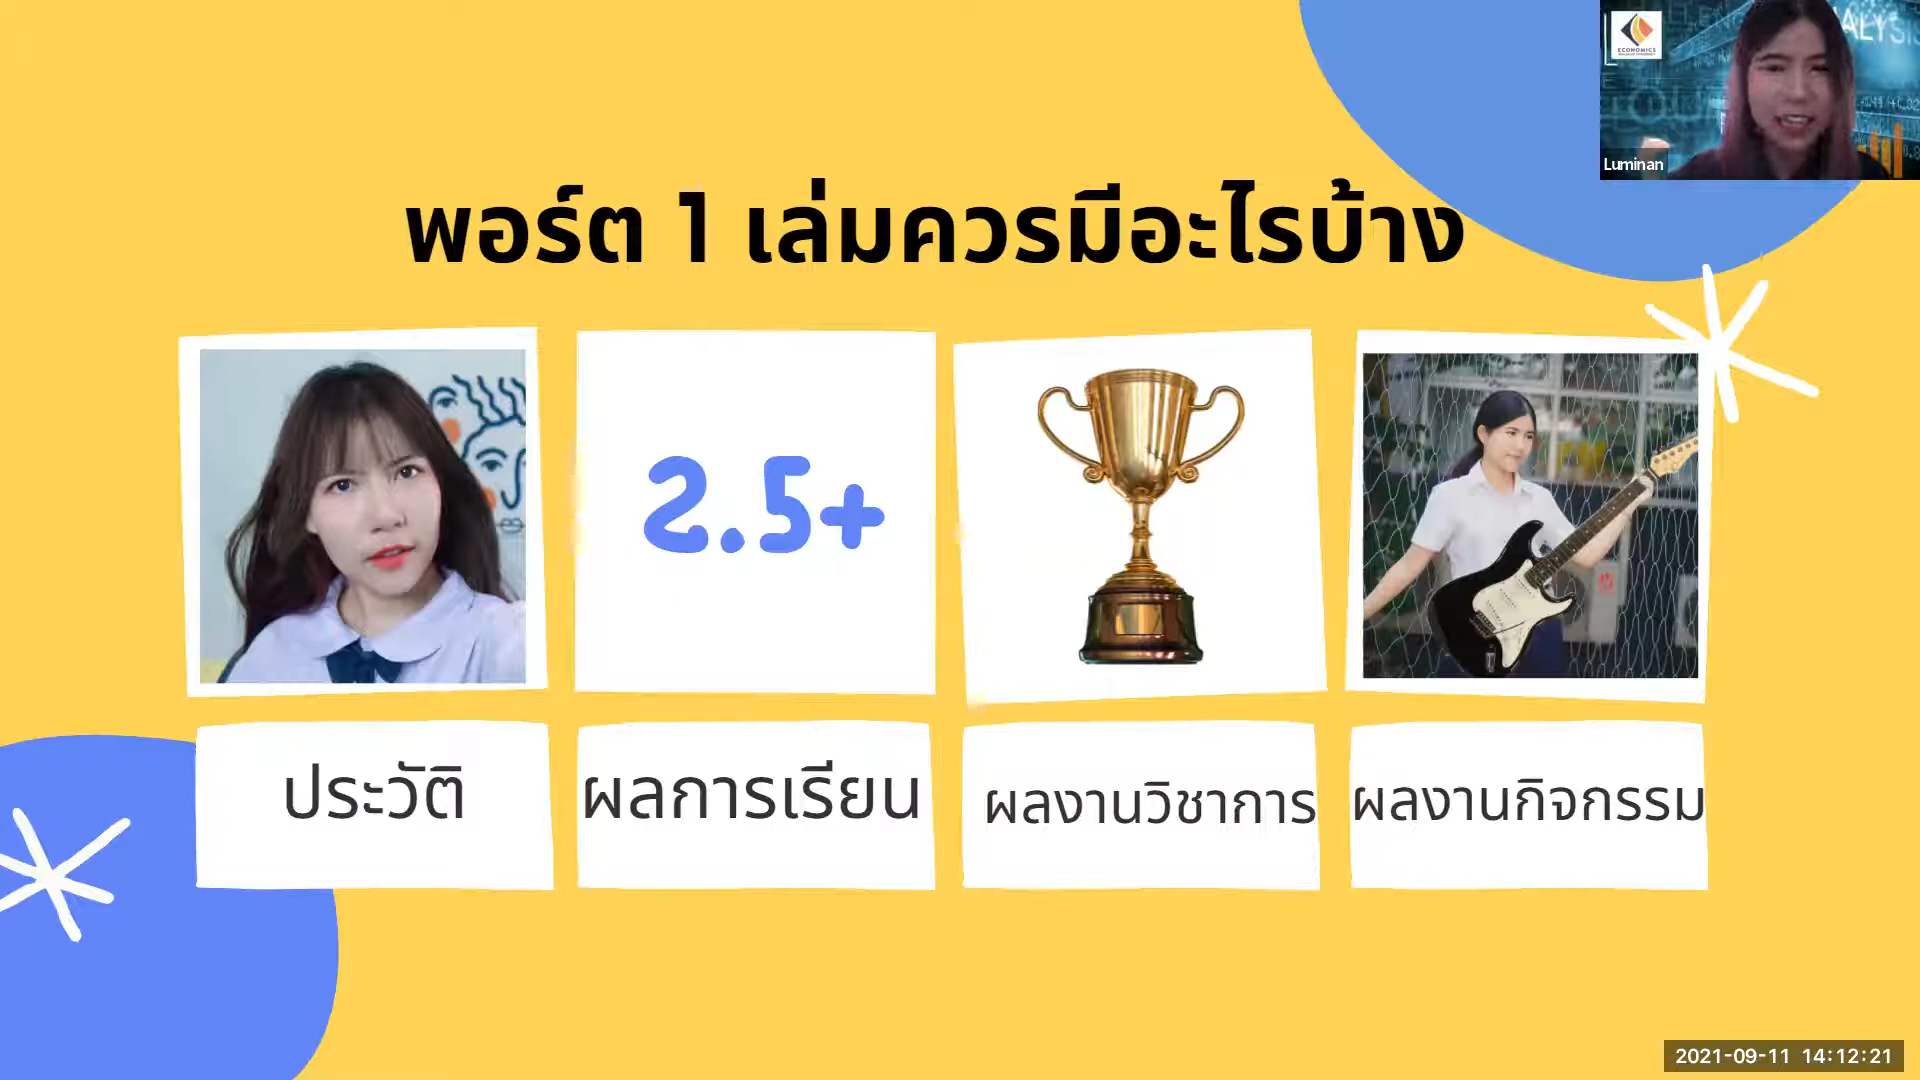 ECONOMICS
ALYSIS
Luminan
พอร์ต 1 เล่มควรมีอะไรบ้าง
2.5+
ประวัติ
ผลการเรียน
ผลงานวิชาการ
ผลงานกิจกรรม
2021-09-11 14:12:21